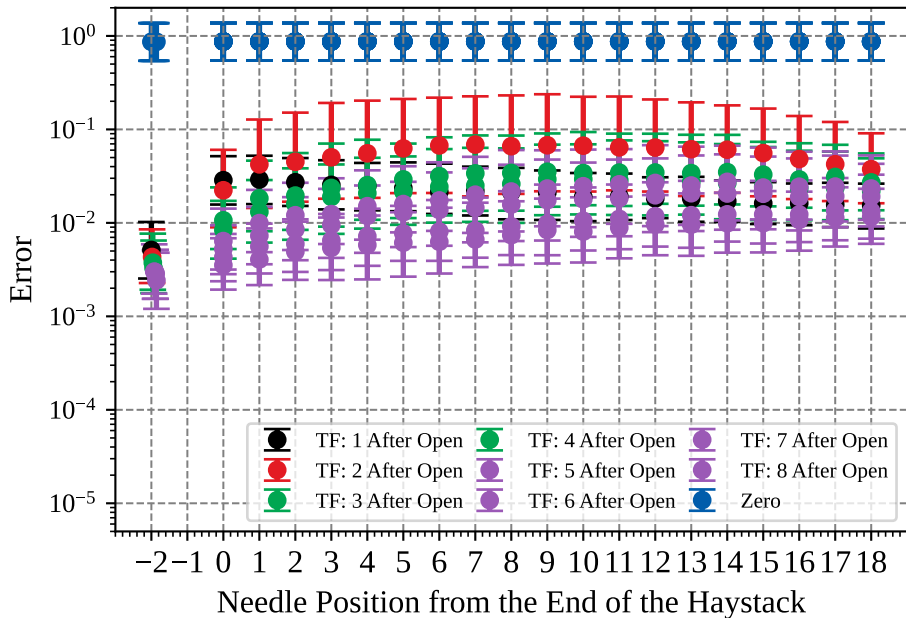 10⁰
10⁻¹
10⁻²
10⁻³
10⁻⁴
10⁻⁵
Error
TF: 1 After Open
TF: 2 After Open
TF: 3 After Open
TF: 4 After Open
TF: 5 After Open
TF: 6 After Open
TF: 7 After Open
TF: 8 After Open
Zero
−2 −1 0 1 2 3 4 5 6 7 8 9 10 11 12 13 14 15 16 17 18
Needle Position from the End of the Haystack